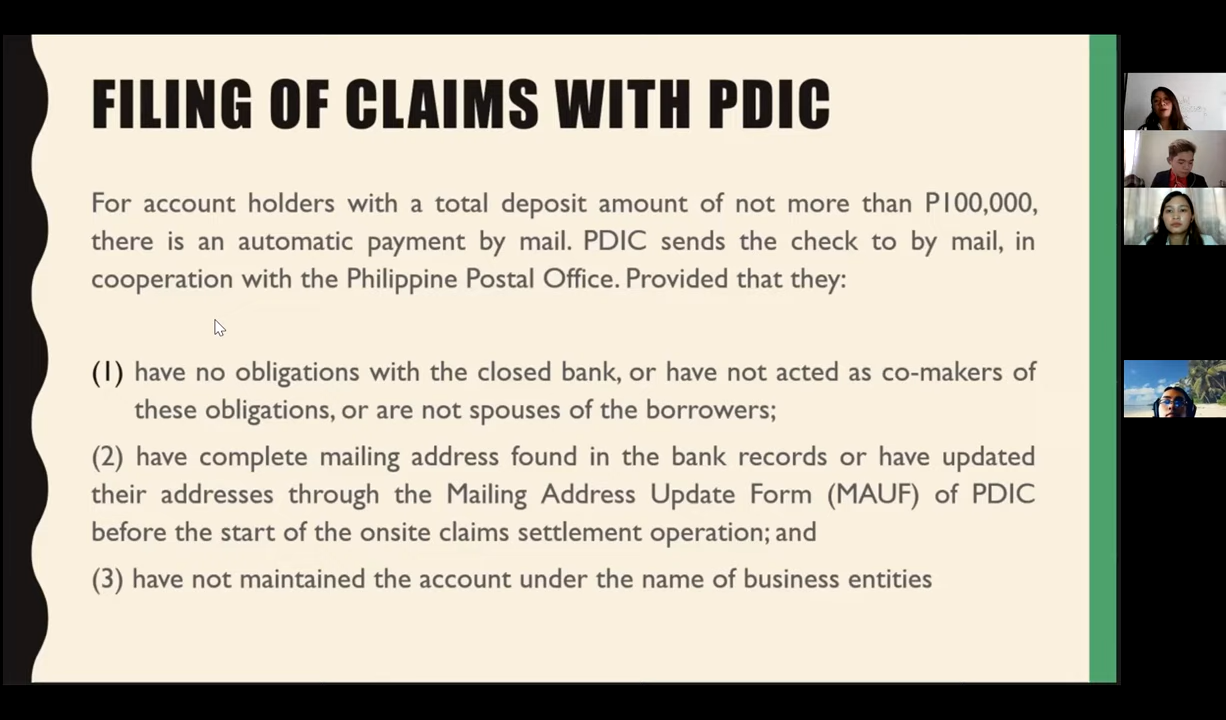 FILING OF CLAIMS WITH PDIC
For account holders with a total deposit amount of not more than P100,000,
there is an automatic payment by mail. PDIC sends the check to by mail, in
cooperation with the Philippine Postal Office. Provided that they:
(1) have no obligations with the closed bank, or have not acted as co-makers of
these obligations, or are not spouses of the borrowers;
(2) have complete mailing address found in the bank records or have updated
their addresses through the Mailing Address Update Form (MAUF) of PDIC
before the start of the onsite claims settlement operation; and
(3) have not maintained the account under the name of business entities